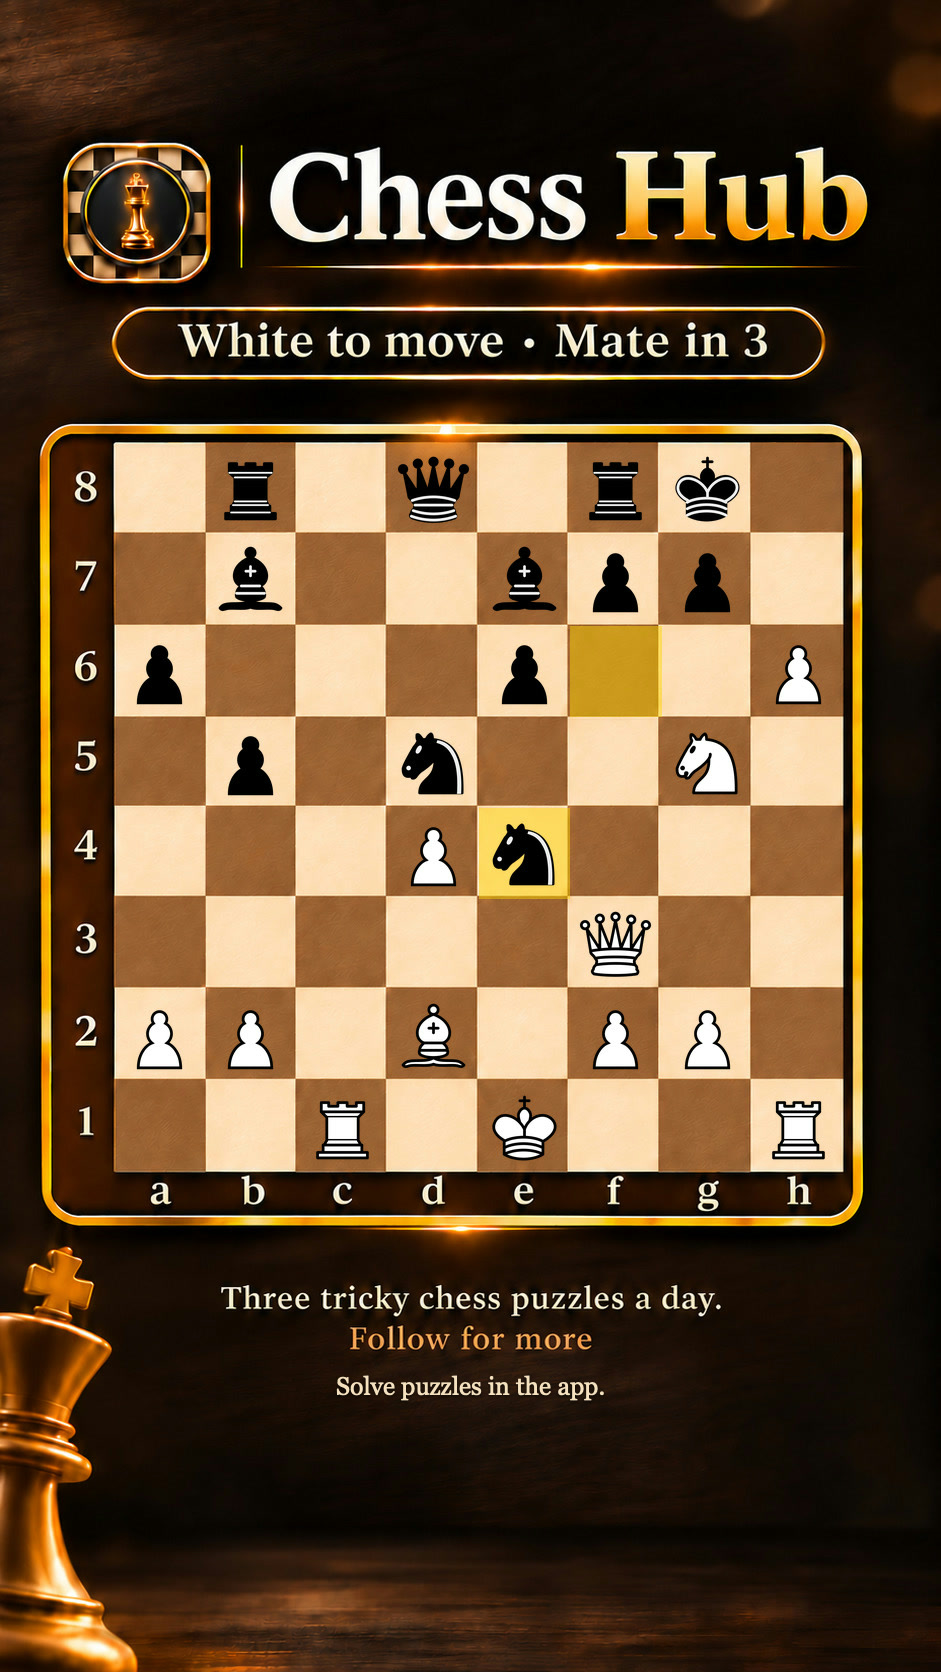 Chess Hub
White to move • Mate in 3
8
7
6
5
4
3
2
1
a b c d e f g h
Three tricky chess puzzles a day.
Follow for more
Solve puzzles in the app.